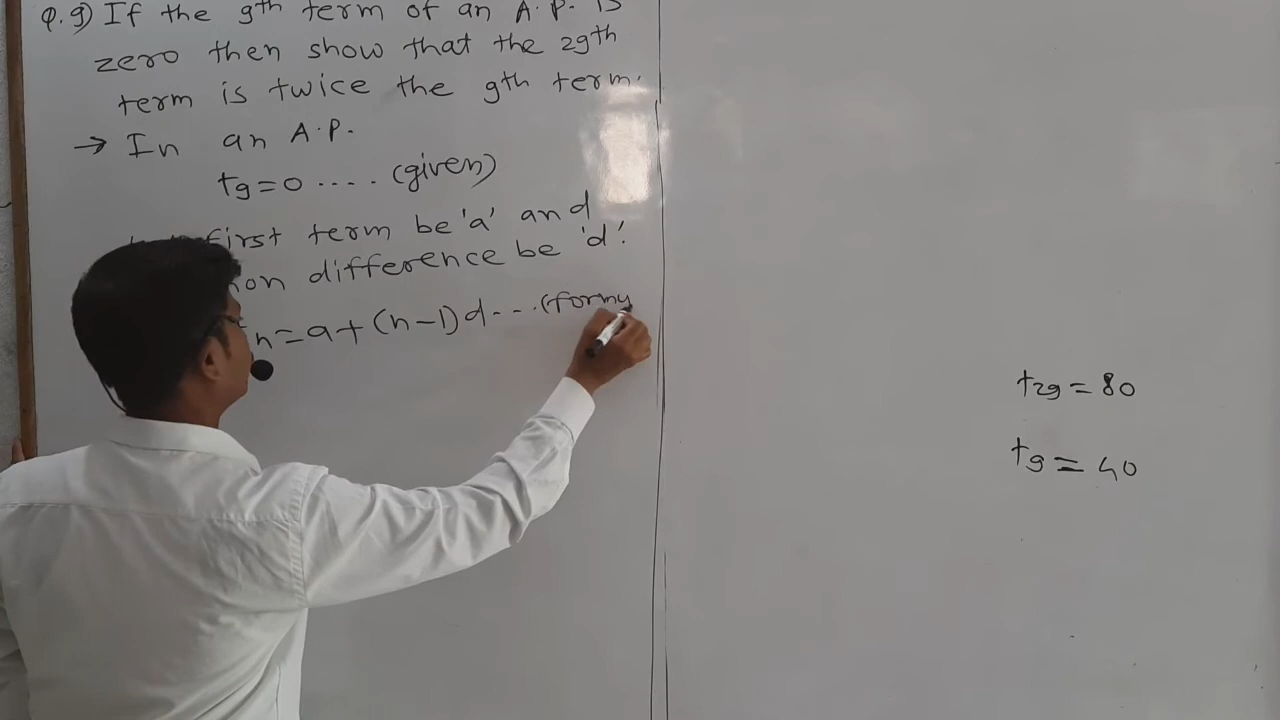 Q.9) If the 9th term of an A.P. is
zero then show that the 29th
term is twice the 9th term.
→ In an A.P.
t9=0 .... (given)
first term be 'a' and
difference be 'd'.
n=a+(n-1)d...(formu
t29=80
t9=40